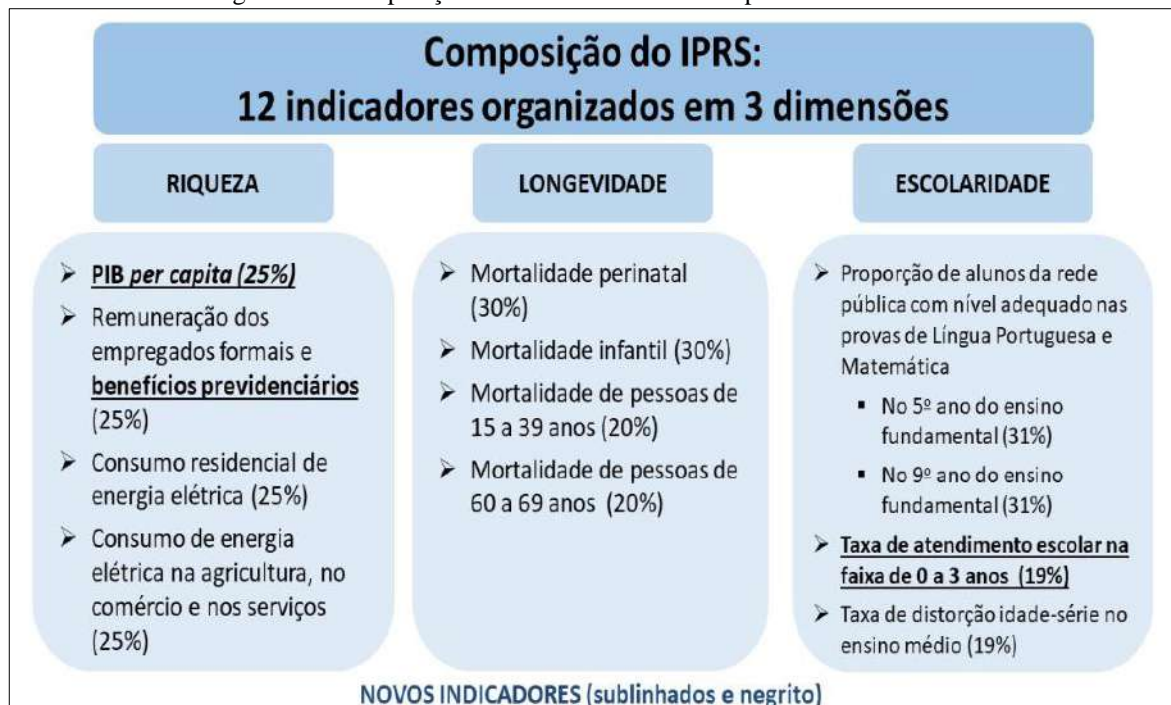 Composição do IPRS:
12 indicadores organizados em 3 dimensões
RIQUEZA
➤ PIB per capita (25%)
➤ Remuneração dos
empregados formais e
benefícios previdenciários
(25%)
➤ Consumo residencial de
energia elétrica (25%)
➤ Consumo de energia
elétrica na agricultura, no
comércio e nos serviços
(25%)
LONGEVIDADE
➤ Mortalidade perinatal
(30%)
➤ Mortalidade infantil (30%)
➤ Mortalidade de pessoas de
15 a 39 anos (20%)
➤ Mortalidade de pessoas de
60 a 69 anos (20%)
ESCOLARIDADE
➤ Proporção de alunos da rede
pública com nível adequado nas
provas de Língua Portuguesa e
Matemática
▪ No 5º ano do ensino
fundamental (31%)
▪ No 9º ano do ensino
fundamental (31%)
➤ Taxa de atendimento escolar na
faixa de 0 a 3 anos (19%)
➤ Taxa de distorção idade-série no
ensino médio (19%)
NOVOS INDICADORES (sublinhados e negrito)